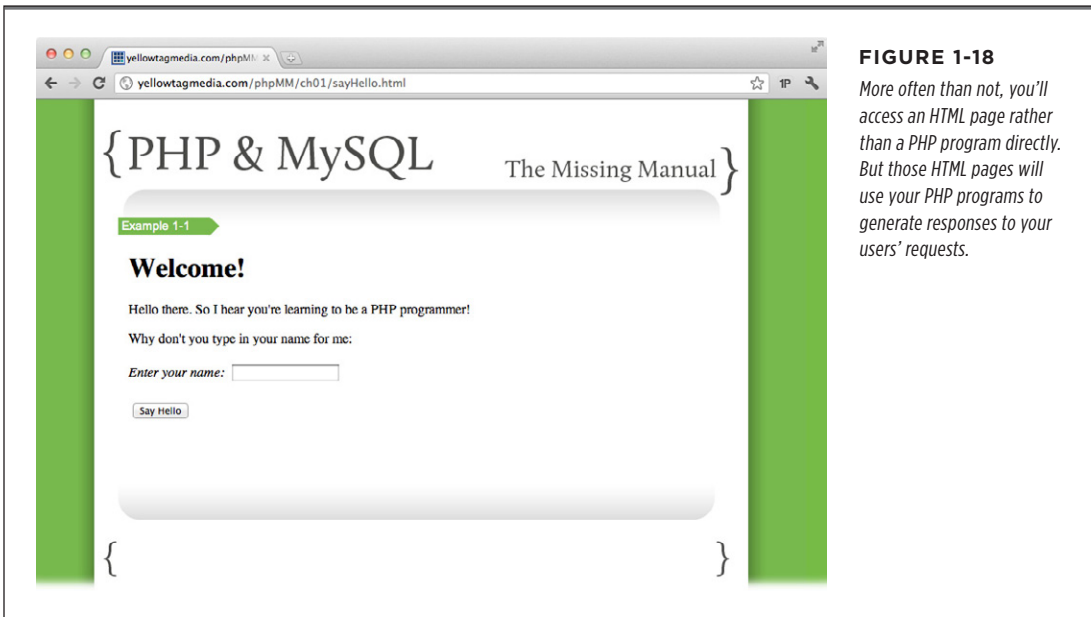 yellowtagmedia.com/phpM
yellowtagmedia.com/phpMM/ch01/sayHello.html
1P
{PHP & MySQL
The Missing Manual}
Example 1-1
Welcome!
Hello there. So I hear you're learning to be a PHP programmer!
Why don't you type in your name for me:
Enter your name:
Say Hello
{ }
FIGURE 1-18
More often than not, you'll
access an HTML page rather
than a PHP program directly.
But those HTML pages will
use your PHP programs to
generate responses to your
users' requests.